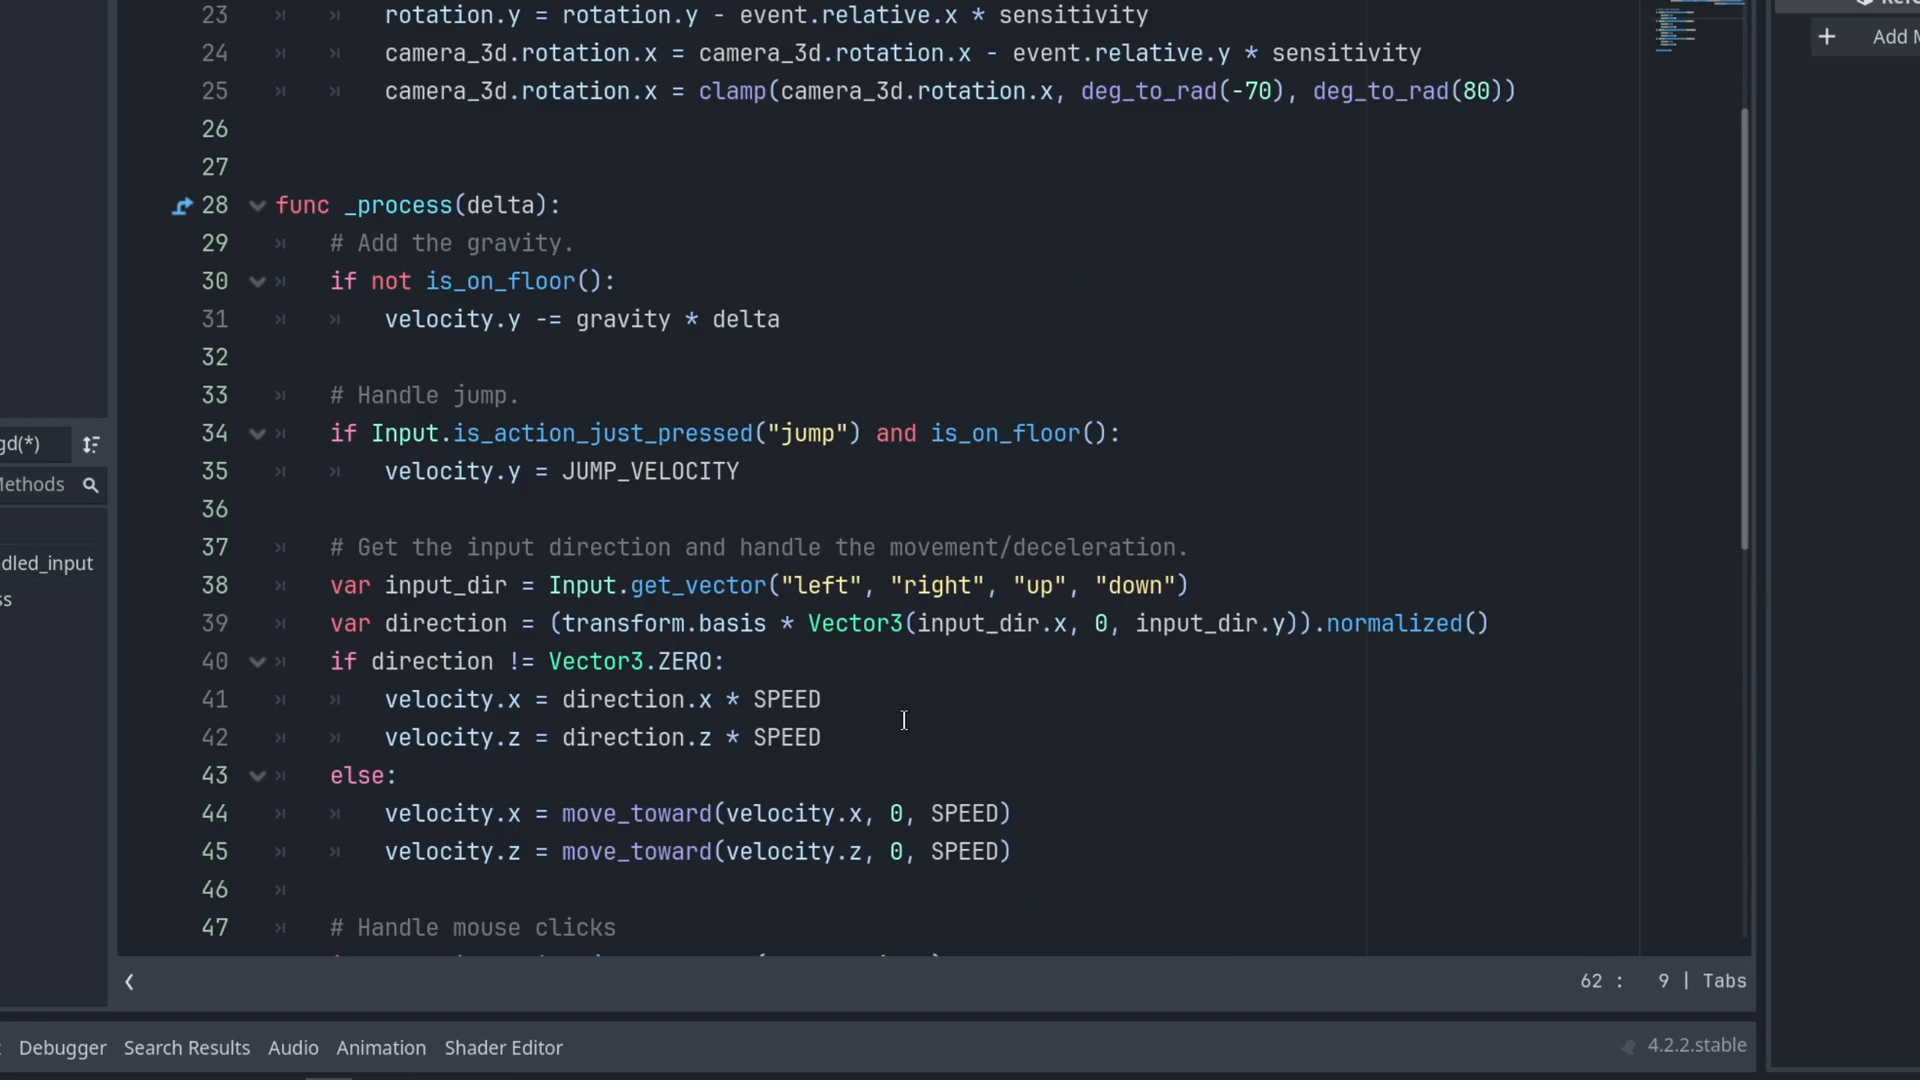 23 rotation.y = rotation.y - event.relative.x * sensitivity
24 camera_3d.rotation.x = camera_3d.rotation.x - event.relative.y * sensitivity
25 camera_3d.rotation.x = clamp(camera_3d.rotation.x, deg_to_rad(-70), deg_to_rad(80))
26
27
28 func _process(delta):
29 # Add the gravity.
30 if not is_on_floor():
31 velocity.y -= gravity * delta
32
33 # Handle jump.
34 if Input.is_action_just_pressed("jump") and is_on_floor():
35 velocity.y = JUMP_VELOCITY
36
37 # Get the input direction and handle the movement/deceleration.
38 var input_dir = Input.get_vector("left", "right", "up", "down")
39 var direction = (transform.basis * Vector3(input_dir.x, 0, input_dir.y)).normalized()
40 if direction != Vector3.ZERO:
41 velocity.x = direction.x * SPEED
42 velocity.z = direction.z * SPEED
43 else:
44 velocity.x = move_toward(velocity.x, 0, SPEED)
45 velocity.z = move_toward(velocity.z, 0, SPEED)
46
47 # Handle mouse clicks
gd(*)
Methods
dled_input
ss
Add M
62 : 9 | Tabs
Debugger Search Results Audio Animation Shader Editor
4.2.2.stable